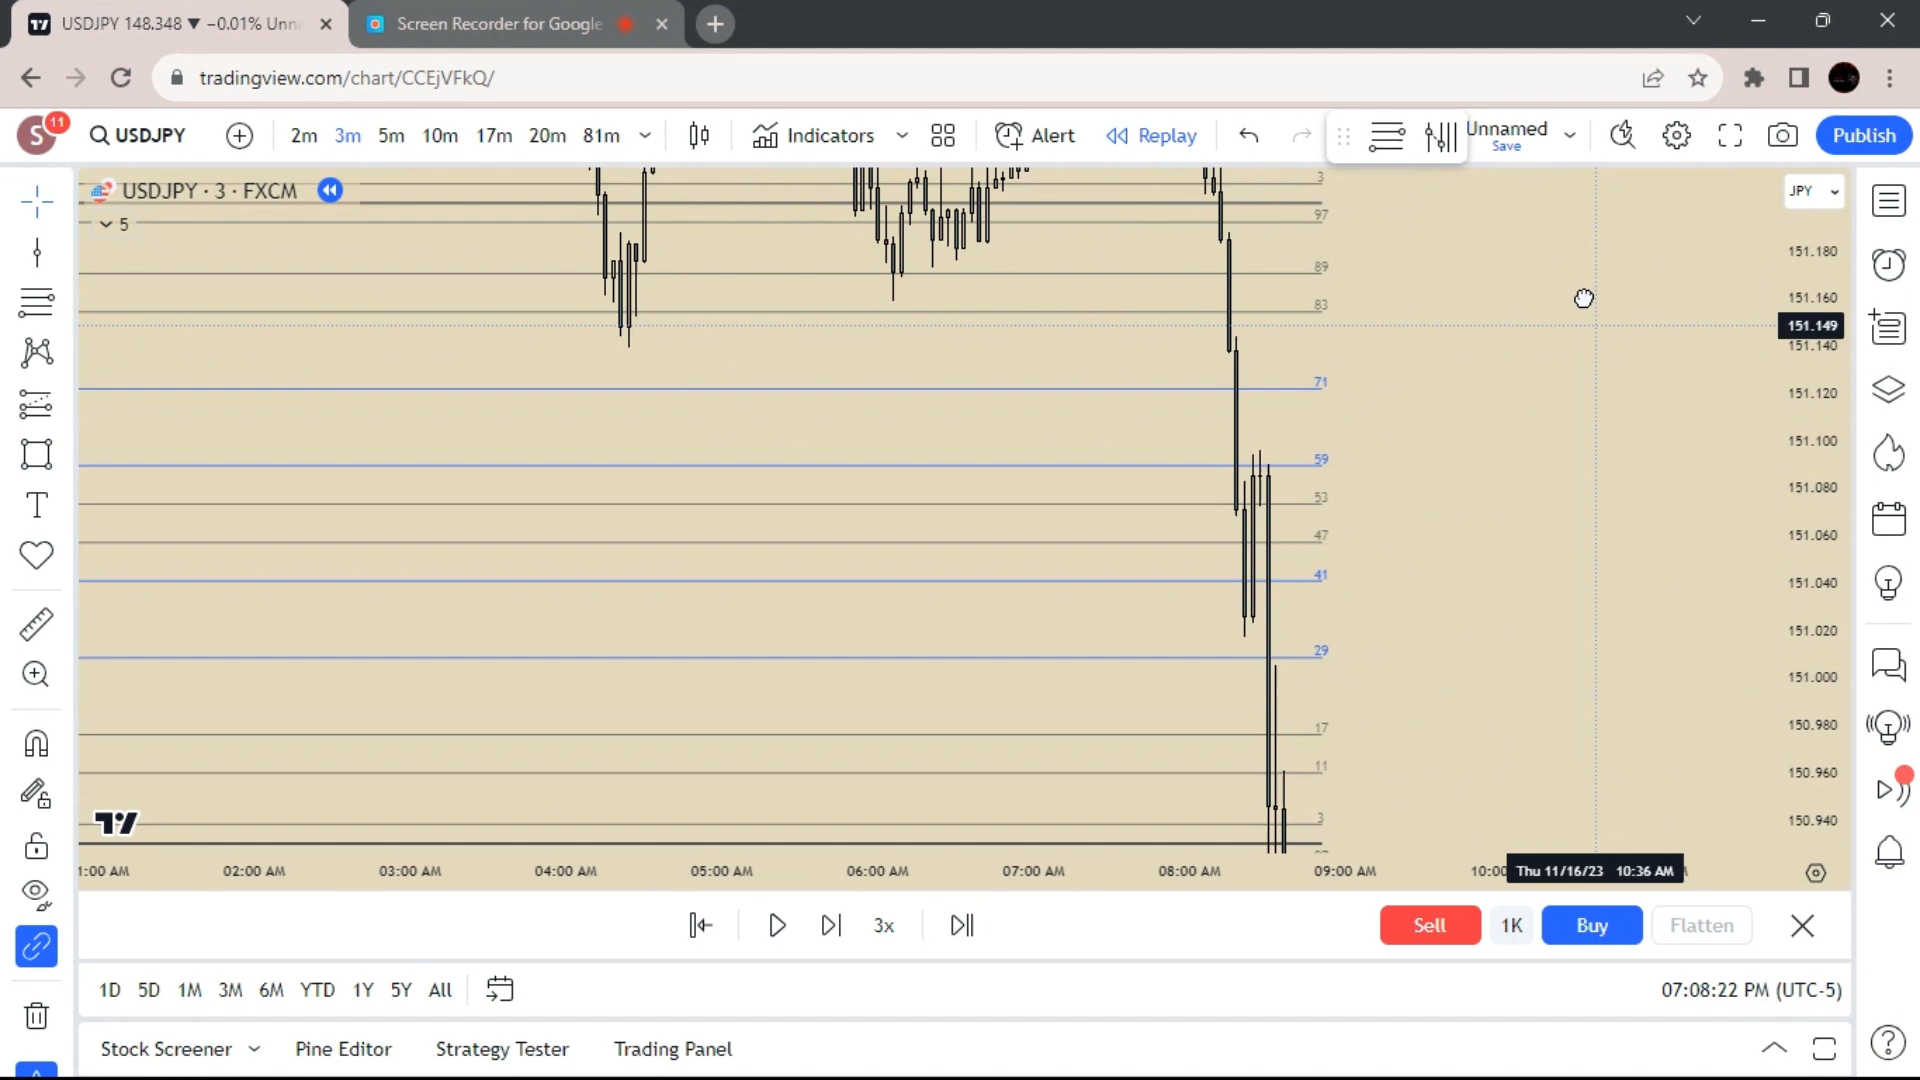 USDJPY 148.348 ▼ −0.01% Unna
Screen Recorder for Google
tradingview.com/chart/CCEjVFkQ/
S 11
USDJPY 2m 3m 5m 10m 17m 20m 81m Indicators Alert Replay Unnamed Publish
Save
USDJPY · 3 · FXCM
JPY
5
3
97
89
83
71
59
53
47
41
29
17
11
3
151.180
151.160
151.149
151.140
151.120
151.100
151.080
151.060
151.040
151.020
151.000
150.980
150.960
150.940
1:00 AM 02:00 AM 03:00 AM 04:00 AM 05:00 AM 06:00 AM 07:00 AM 08:00 AM 09:00 AM 10:00 Thu 11/16/23 10:36 AM
3x Sell 1K Buy Flatten
1D 5D 1M 3M 6M YTD 1Y 5Y All 07:08:22 PM (UTC-5)
Stock Screener Pine Editor Strategy Tester Trading Panel